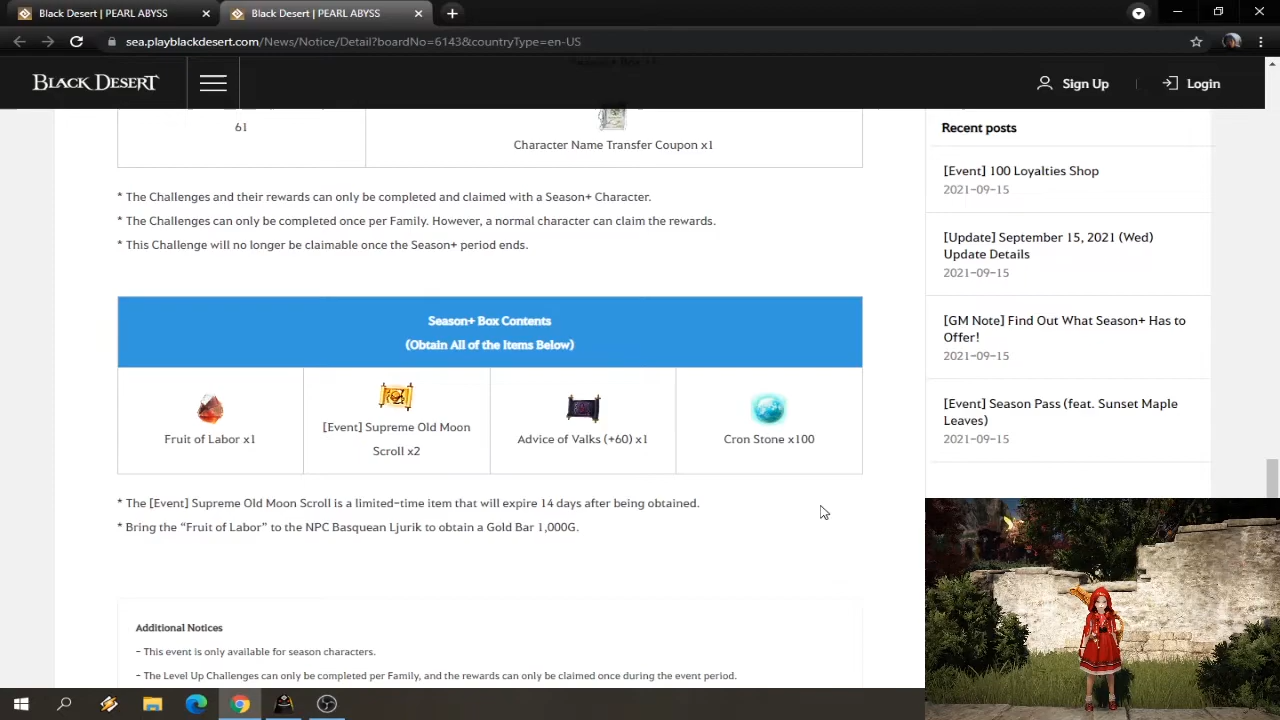 Black Desert | PEARL ABYSS
Black Desert | PEARL ABYSS
sea.playblackdesert.com/News/Notice/Detail?boardNo=6143&countryType=en-US
BLACK DESERT
Sign Up
Login
61
Character Name Transfer Coupon x1
* The Challenges and their rewards can only be completed and claimed with a Season+ Character.
* The Challenges can only be completed once per Family. However, a normal character can claim the rewards.
* This Challenge will no longer be claimable once the Season+ period ends.
Season+ Box Contents
(Obtain All of the Items Below)
Fruit of Labor x1
[Event] Supreme Old Moon
Scroll x2
Advice of Valks (+60) x1
Cron Stone x100
* The [Event] Supreme Old Moon Scroll is a limited-time item that will expire 14 days after being obtained.
* Bring the “Fruit of Labor” to the NPC Basquean Ljurik to obtain a Gold Bar 1,000G.
Additional Notices
- This event is only available for season characters.
- The Level Up Challenges can only be completed per Family, and the rewards can only be claimed once during the event period.
Recent posts
[Event] 100 Loyalties Shop
2021-09-15
[Update] September 15, 2021 (Wed)
Update Details
2021-09-15
[GM Note] Find Out What Season+ Has to
Offer!
2021-09-15
[Event] Season Pass (feat. Sunset Maple
Leaves)
2021-09-15